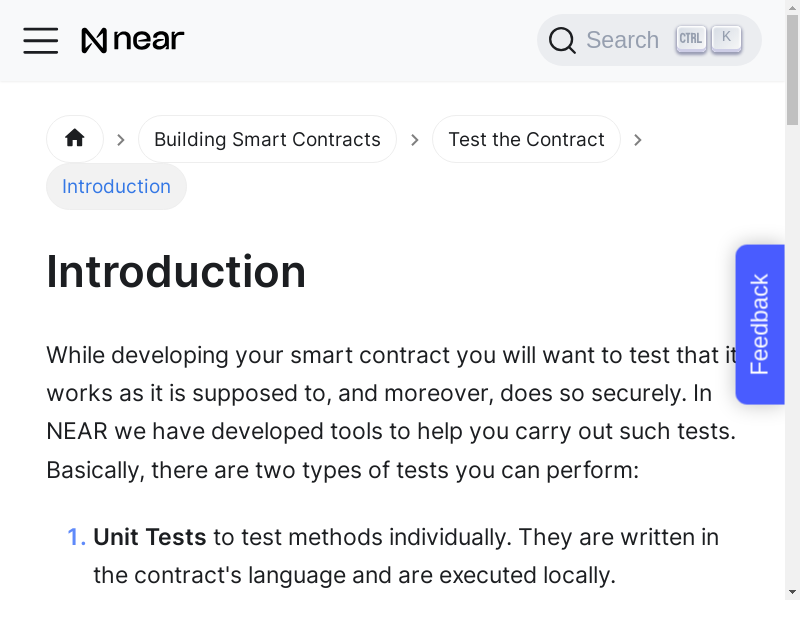 near
Search
CTRL K
Building Smart Contracts
Test the Contract
Introduction
Introduction
While developing your smart contract you will want to test that it
works as it is supposed to, and moreover, does so securely. In
NEAR we have developed tools to help you carry out such tests.
Basically, there are two types of tests you can perform:
1. Unit Tests to test methods individually. They are written in
the contract's language and are executed locally.
Feedback